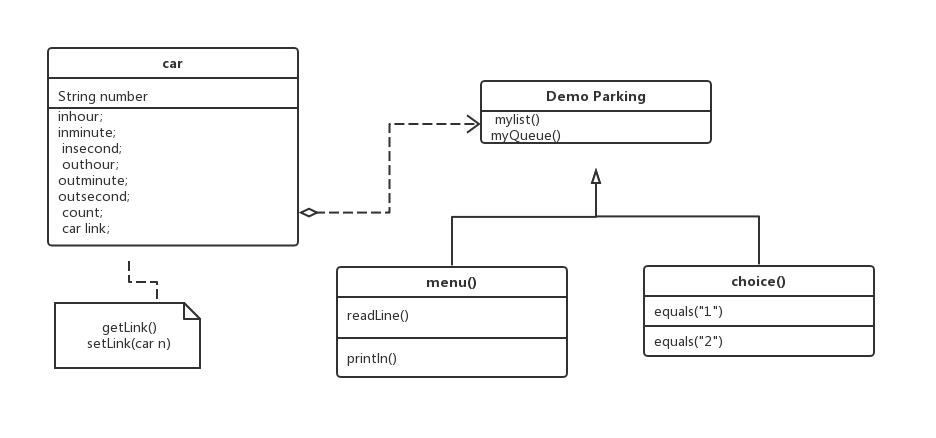 car
String number
inhour;
inminute;
insecond;
outhour;
outminute;
outsecond;
count;
car link;
getLink()
setLink(car n)
Demo Parking
mylist()
myQueue()
menu()
readLine()
println()
choice()
equals("1")
equals("2")